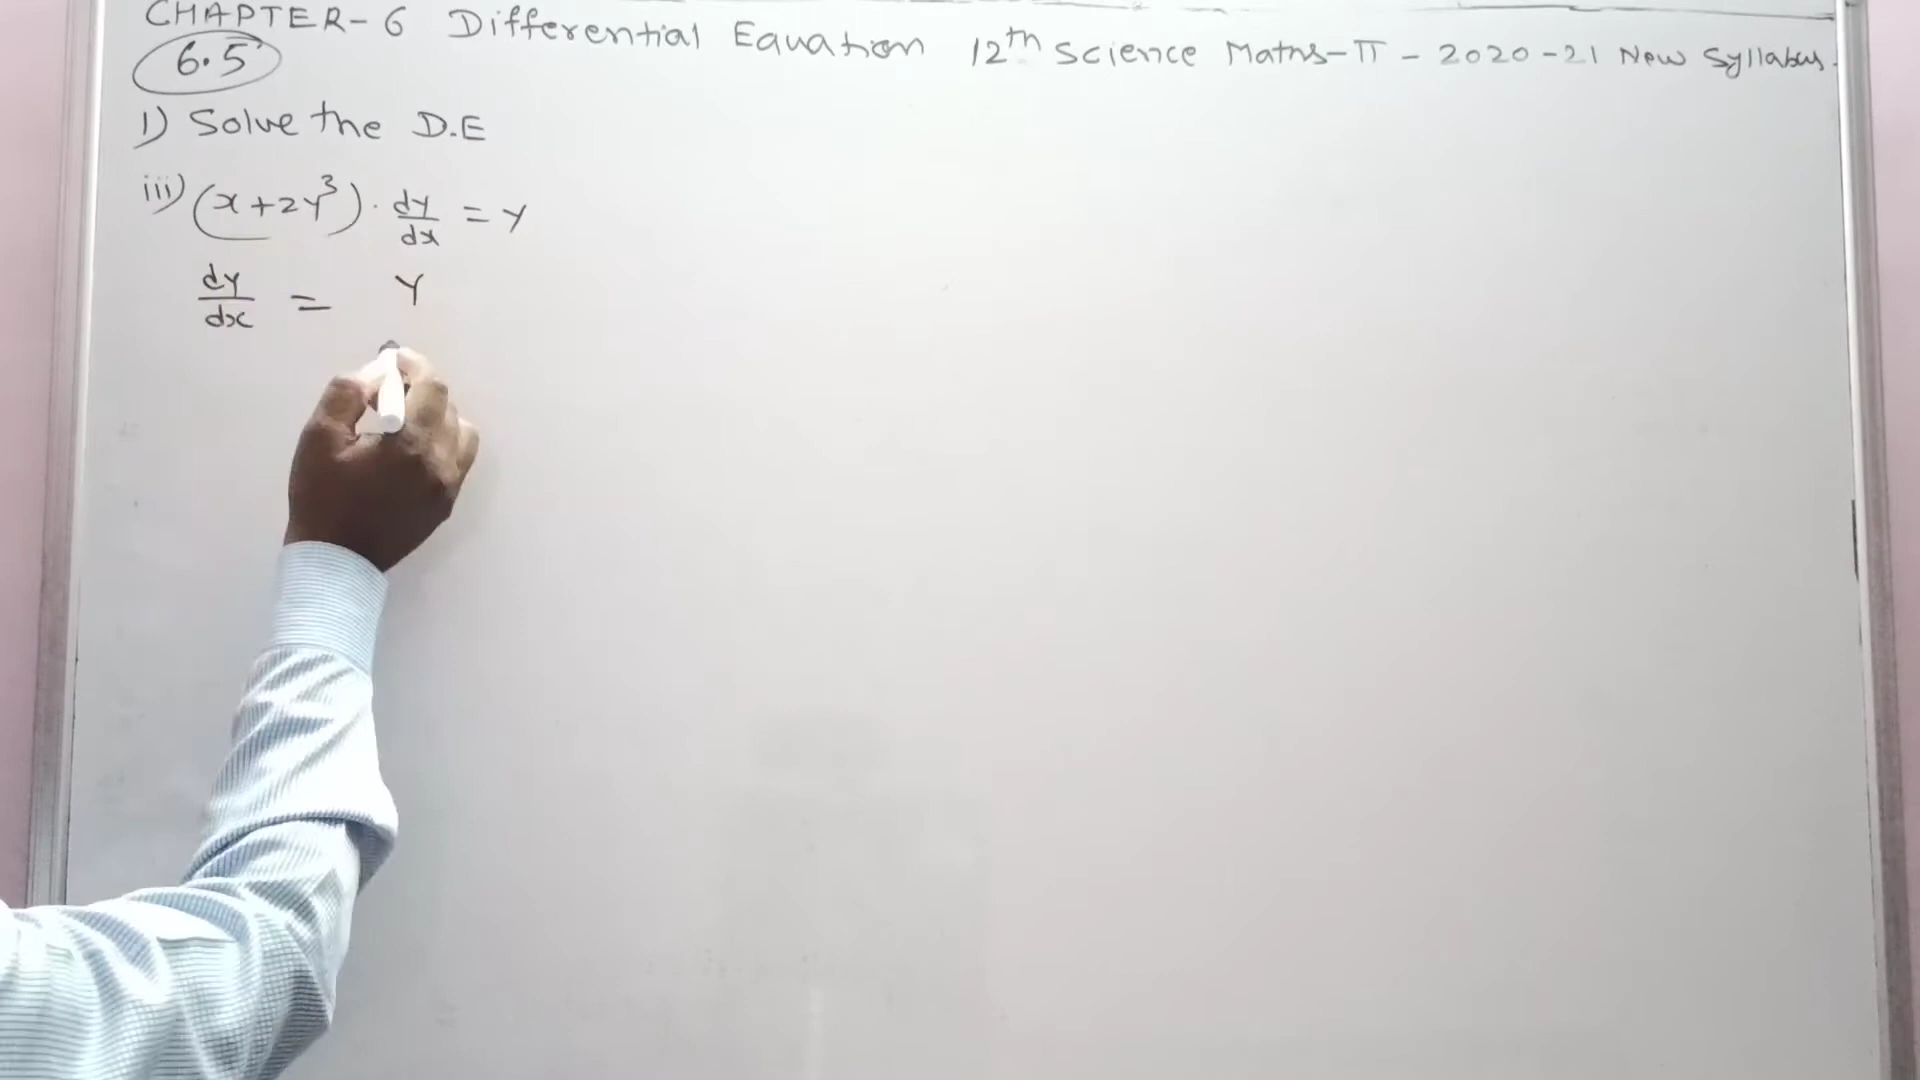 CHAPTER-6 Differential Equation 12th Science Maths-II - 2020-21 New Syllabus.
6.5
1) Solve the D.E
iii) (x+2y³)·dy/dx = y
dy/dx = y